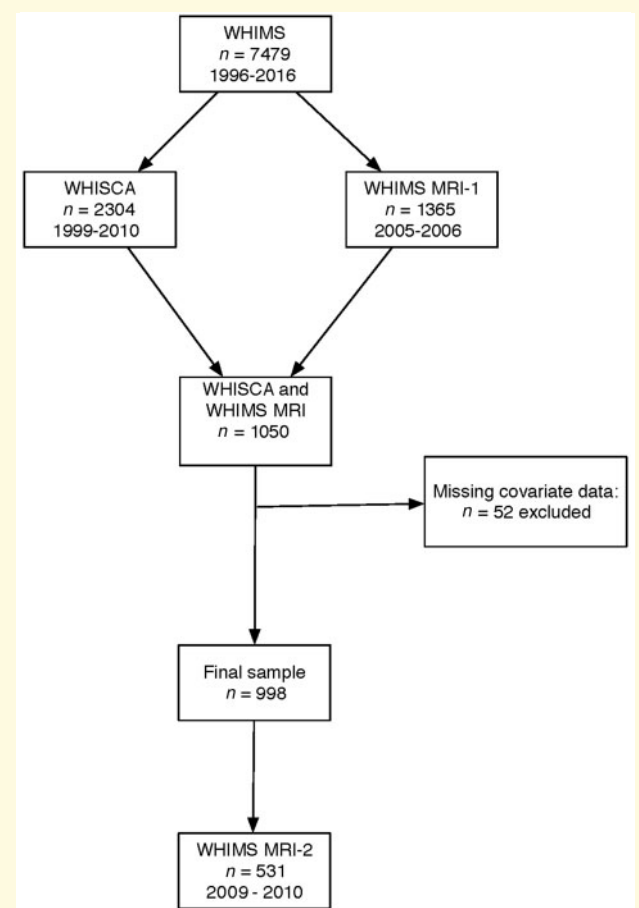 WHIMS
n = 7479
1996-2016
WHISCA
n = 2304
1999-2010
WHIMS MRI-1
n = 1365
2005-2006
WHISCA and
WHIMS MRI
n = 1050
Missing covariate data:
n = 52 excluded
Final sample
n = 998
WHIMS MRI-2
n = 531
2009 - 2010